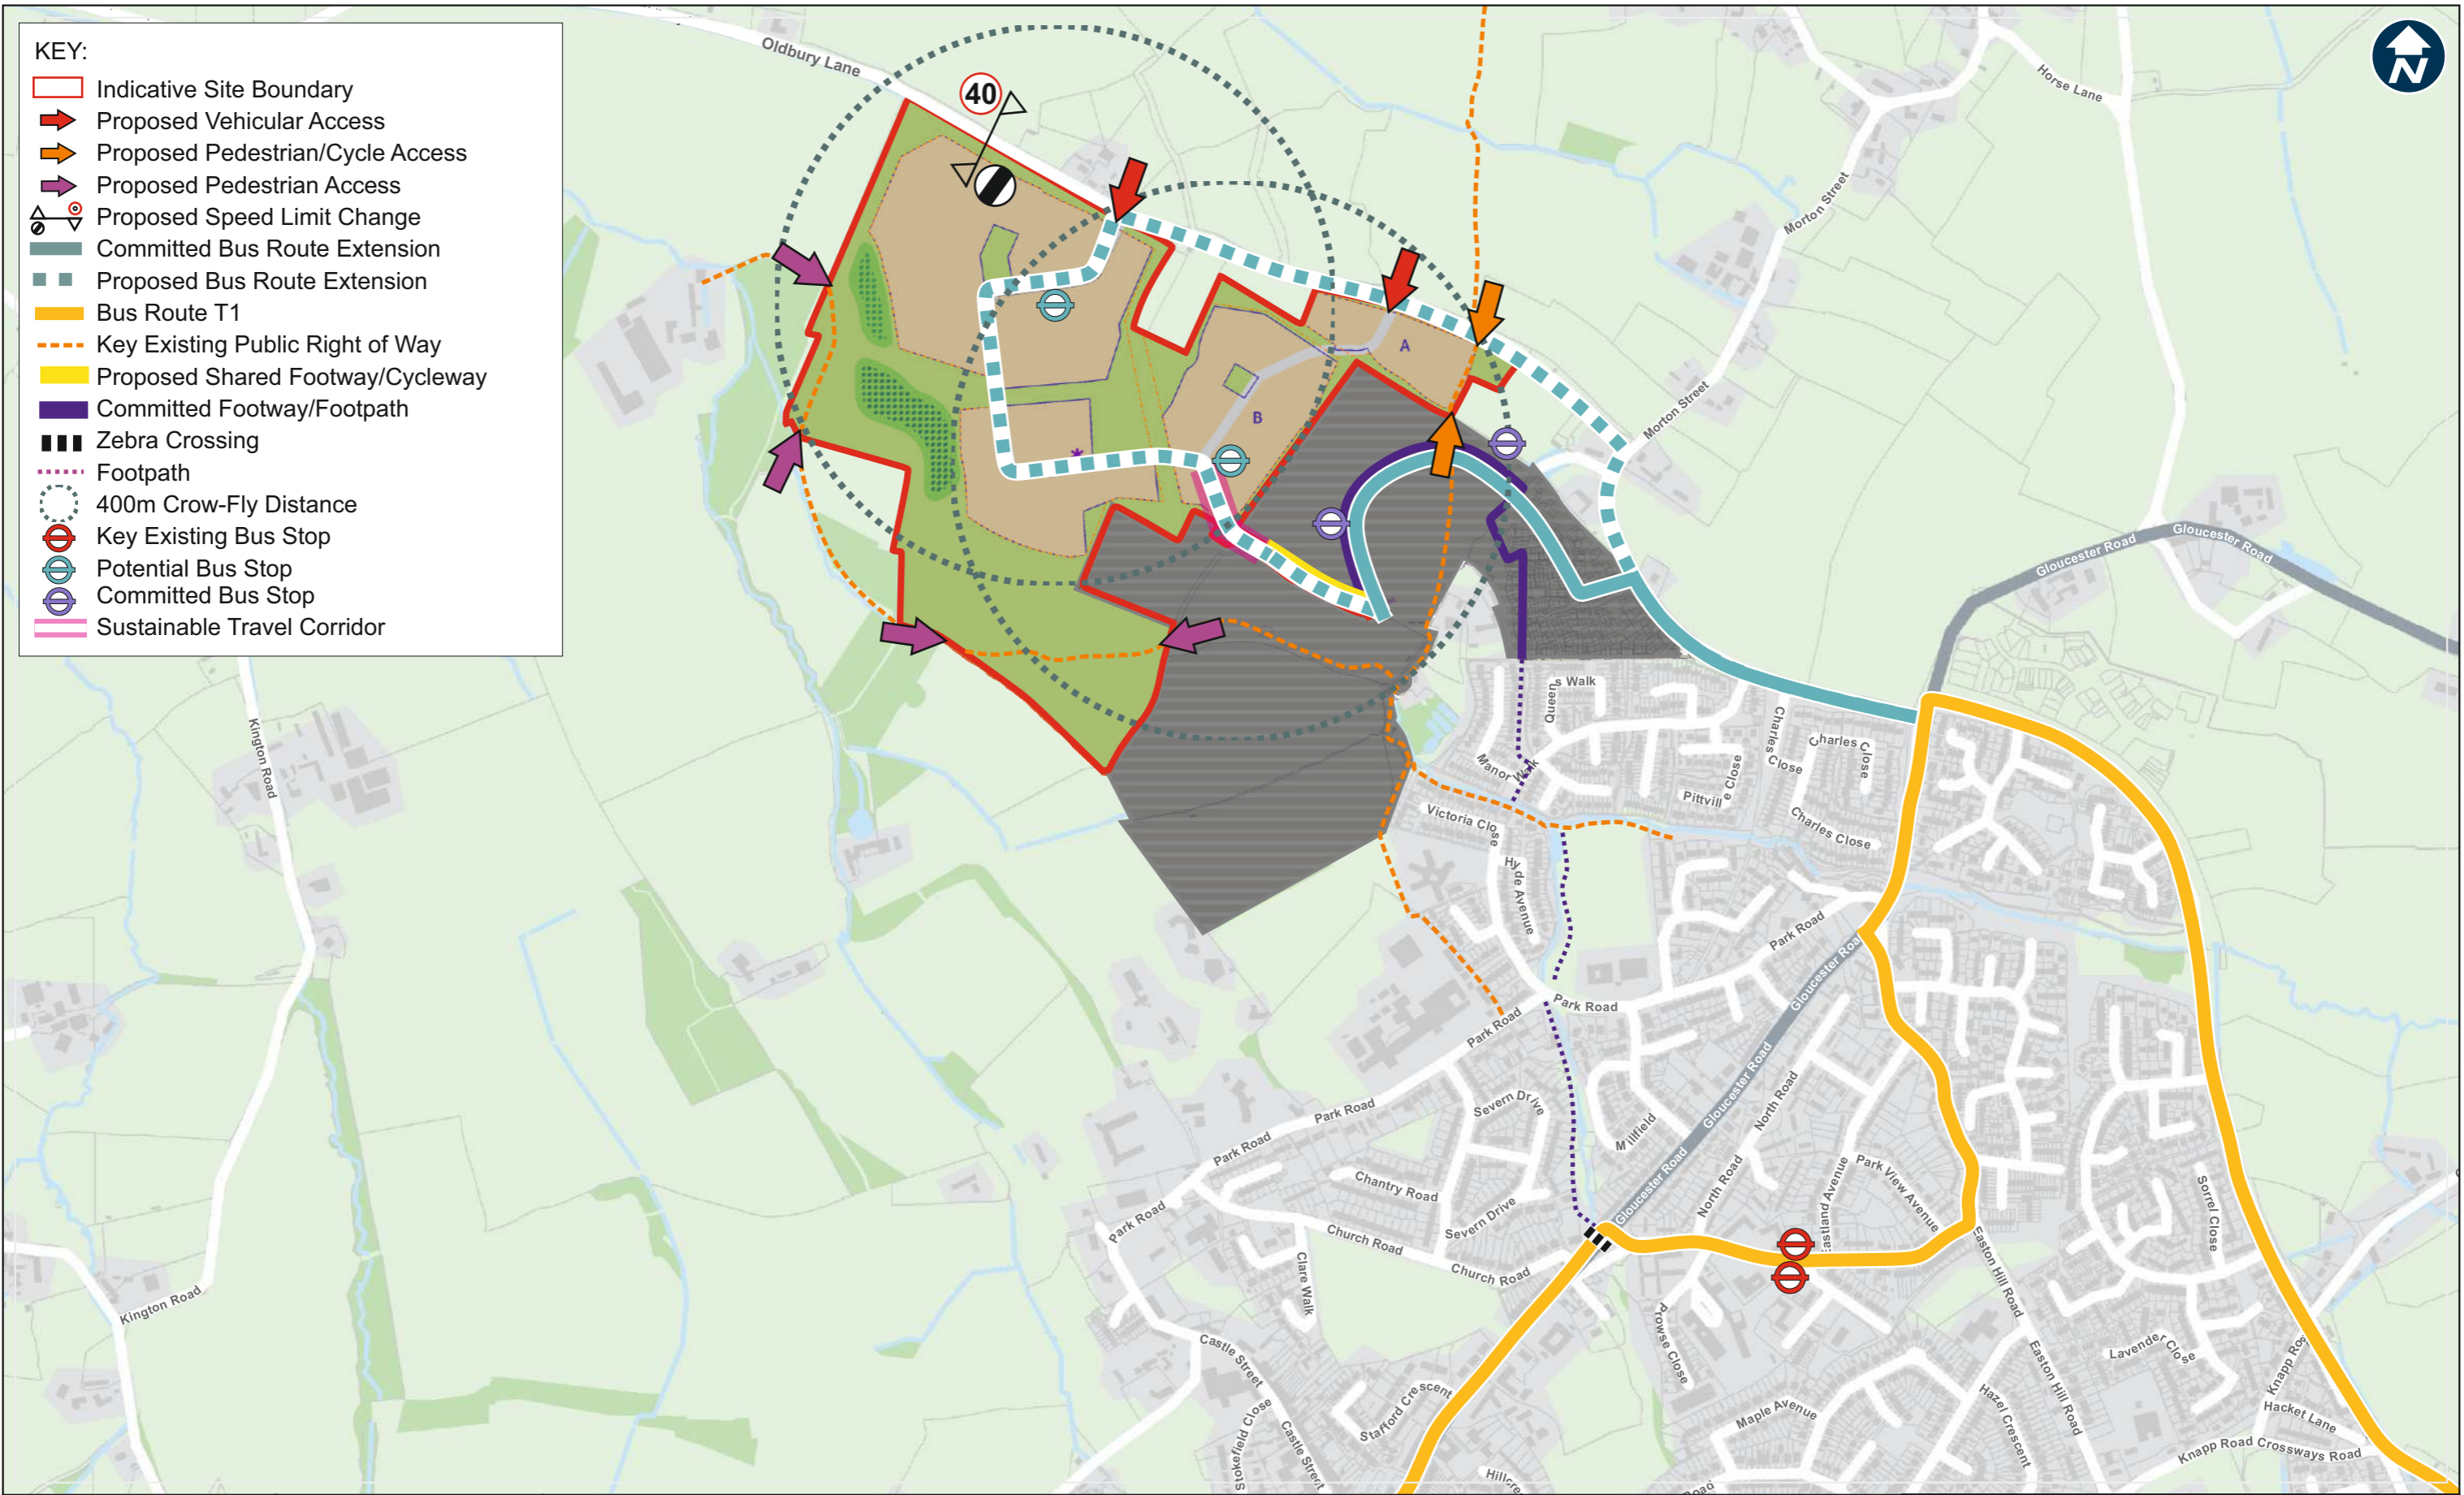 KEY:
Indicative Site Boundary
Proposed Vehicular Access
Proposed Pedestrian/Cycle Access
Proposed Pedestrian Access
Proposed Speed Limit Change
Committed Bus Route Extension
Proposed Bus Route Extension
Bus Route T1
Key Existing Public Right of Way
Proposed Shared Footway/Cycleway
Committed Footway/Footpath
Zebra Crossing
Footpath
400m Crow-Fly Distance
Key Existing Bus Stop
Potential Bus Stop
Committed Bus Stop
Sustainable Travel Corridor
Oldbury Lane
40
N
Horse Lane
Morton Street
A
B
Morton Street
Gloucester Road
Gloucester Road
Queens Walk
Manor Walk
Charles Close
Charles Close
Pittville Close
Charles Close
Victoria Close
Hyde Avenue
Kington Road
Park Road
Gloucester Road
Gloucester Road
Park Road
Park Road
Park Road
Park Road
Park Road
Severn Drive
Millfield
North Road
Gloucester Road
North Road
Eastland Avenue
Park View Avenue
Chantry Road
Severn Drive
Church Road
Church Road
Clare Walk
Kington Road
Castle Street
Castle Street
Stokefield Close
Stafford Crescent
Prowse Close
Maple Avenue
Easton Hill Road
Easton Hill Road
Hazel Crescent
Sorrel Close
Lavender Close
Hacket Lane
Knapp Road
Crossways Road
Road